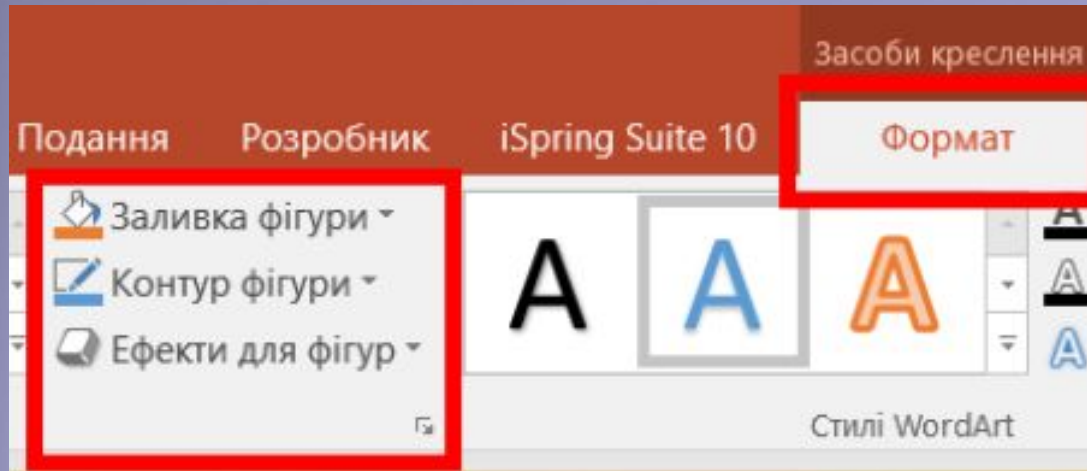 Засоби креслення
Подання Розробник iSpring Suite 10 Формат
Заливка фігури
Контур фігури
Ефекти для фігур
A A A
A
A
A
Стилі WordArt